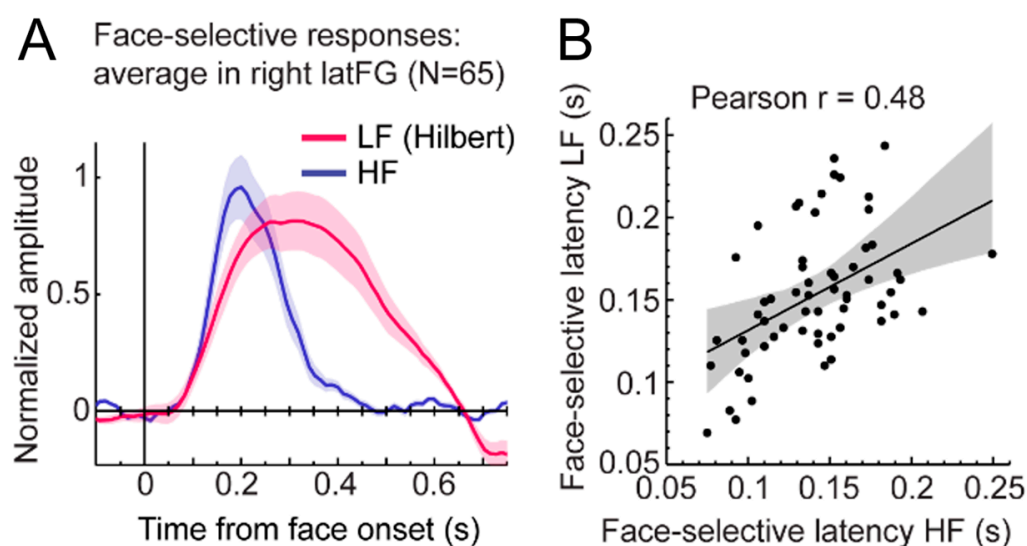 A
Face-selective responses:
average in right latFG (N=65)
LF (Hilbert)
HF
Normalized amplitude
1
0.5
0
0
0.2
0.4
0.6
Time from face onset (s)
B
Pearson r = 0.48
Face-selective latency LF (s)
0.25
0.2
0.15
0.1
0.05
0.05
0.1
0.15
0.2
0.25
Face-selective latency HF (s)